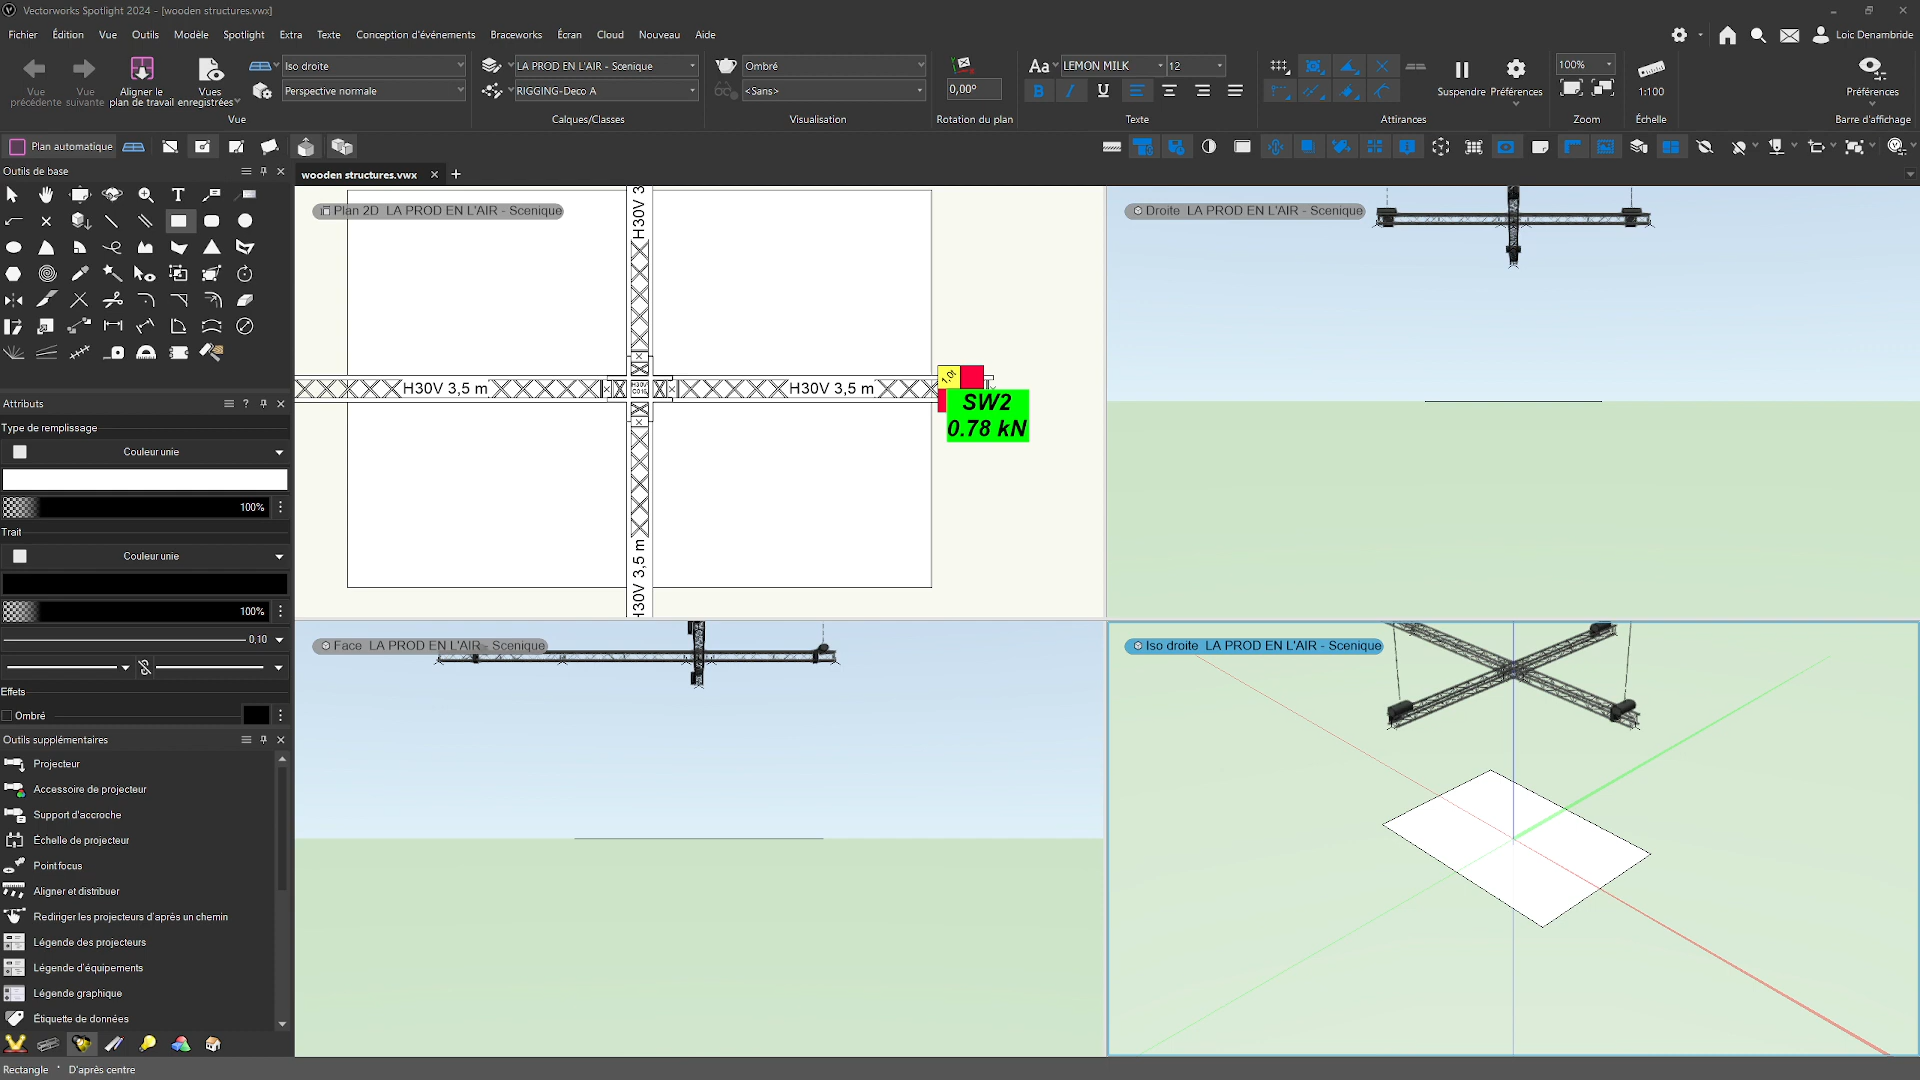 Vectorworks Spotlight 2024 - [wooden structures.vwx]
Fichier Édition Vue Outils Modèle Spotlight Extra Texte Conception d'événements Braceworks Écran Cloud Nouveau Aide
Loic Denambride
Vue précédente
Vue suivante
Aligner le plan de travail
Vues enregistrées
Iso droite
Perspective normale
Vue
LA PROD EN L'AIR - Scenique
RIGGING-Deco A
Calques/Classes
Ombré
<Sans>
Visualisation
0,00°
Rotation du plan
Aa LEMON MILK 12
B I U
Texte
Suspendre
Préférences
Attirances
100%
Zoom
1:100
Échelle
Préférences
Barre d'affichage
Plan automatique
Outils de base
wooden structures.vwx
T
Attributs
Type de remplissage
Couleur unie
100%
Trait
Couleur unie
100%
0,10
Effets
Ombré
Outils supplémentaires
Projecteur
Accessoire de projecteur
Support d'accroche
Échelle de projecteur
Point focus
Aligner et distribuer
Rediriger les projecteurs d'après un chemin
Légende des projecteurs
Légende d'équipements
Légende graphique
Étiquette de données
Rectangle D'après centre
Plan 2D LA PROD EN L'AIR - Scenique
H30V 3
H30V 3,5 m
H30V 3,5 m
H30V 3,5 m
1,0t
SW2
0.78 kN
Droite LA PROD EN L'AIR - Scenique
Face LA PROD EN L'AIR - Scenique
Iso droite LA PROD EN L'AIR - Scenique